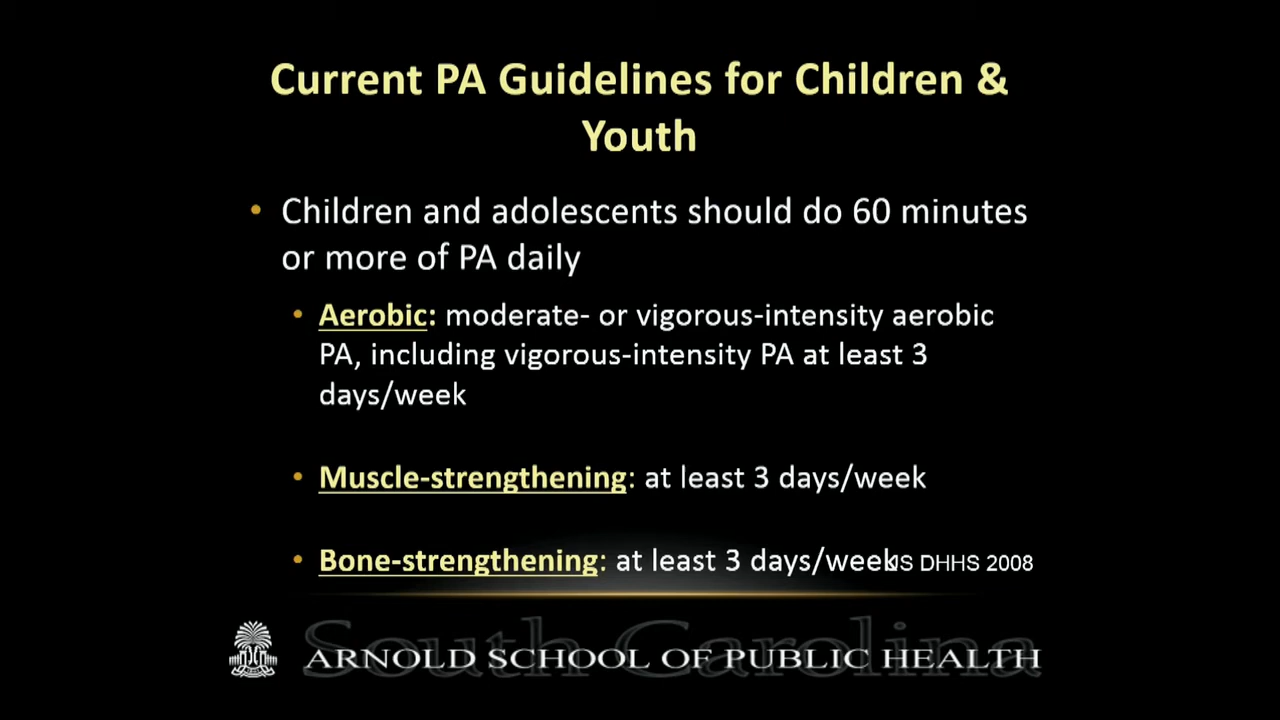 Current PA Guidelines for Children &
Youth
• Children and adolescents should do 60 minutes
or more of PA daily
• Aerobic: moderate- or vigorous-intensity aerobic
PA, including vigorous-intensity PA at least 3
days/week
• Muscle-strengthening: at least 3 days/week
• Bone-strengthening: at least 3 days/week
US DHHS 2008
South Carolina
ARNOLD SCHOOL OF PUBLIC HEALTH